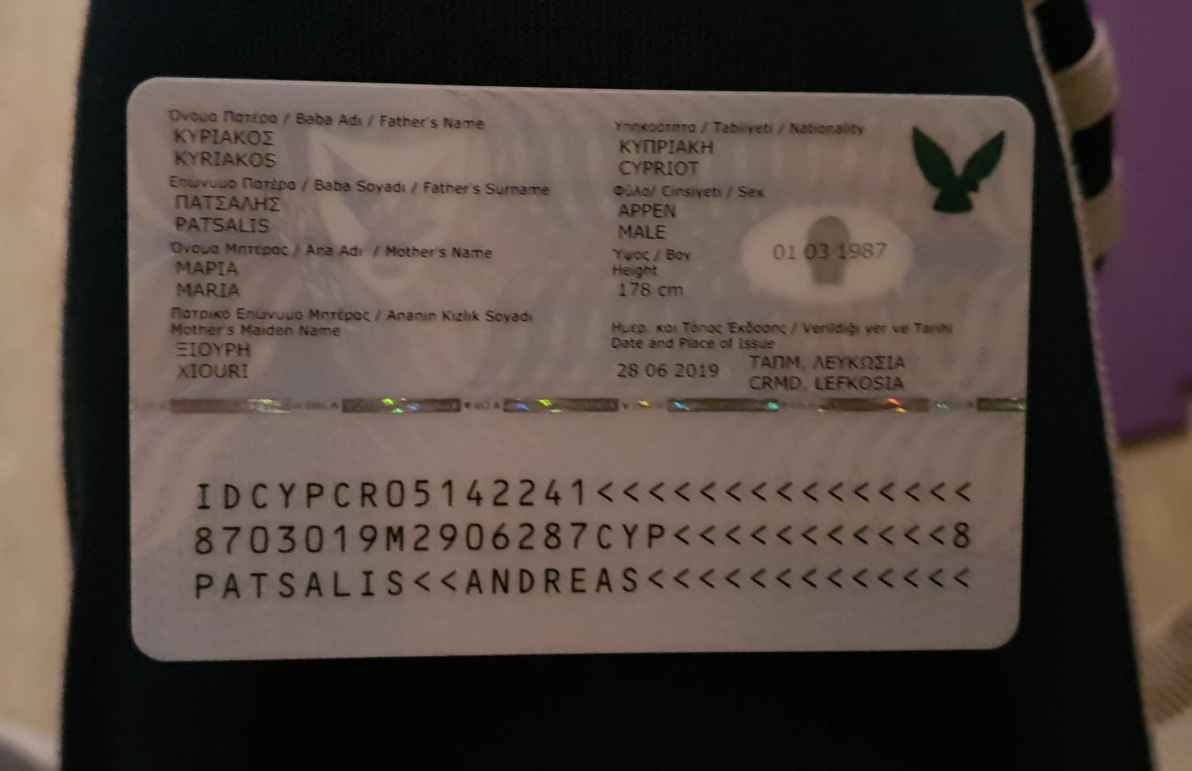 Όνομα Πατέρα / Baba Adı / Father's Name
ΚΥΡΙΑΚΟΣ
KYRIAKOS
Επώνυμο Πατέρα / Baba Soyadı / Father's Surname
ΠΑΤΣΑΛΗΣ
PATSALIS
Όνομα Μητέρας / Ana Adı / Mother's Name
ΜΑΡΙΑ
MARIA
Πατρικό Επώνυμο Μητέρας / Ananın Kızlık Soyadı
Mother's Maiden Name
ΞΙΟΥΡΗ
XIOURI
Υπηκοότητα / Tabiiyeti / Nationality
ΚΥΠΡΙΑΚΗ
CYPRIOT
Φύλο/ Cinsiyeti / Sex
ΑΡΡΕΝ
MALE
Ύψος / Boy
Height
178 cm
01 03 1987
Ημερ. και Τόπος Έκδοσης / Verildiği yer ve Tarihi
Date and Place of Issue
28 06 2019 ΤΑΠΜ, ΛΕΥΚΩΣΙΑ
CRMD, LEFKOSIA
IDCYPCR05142241<<<<<<<<<<<<<<<
8703019M2906287CYP<<<<<<<<<<<8
PATSALIS<<ANDREAS<<<<<<<<<<<<<